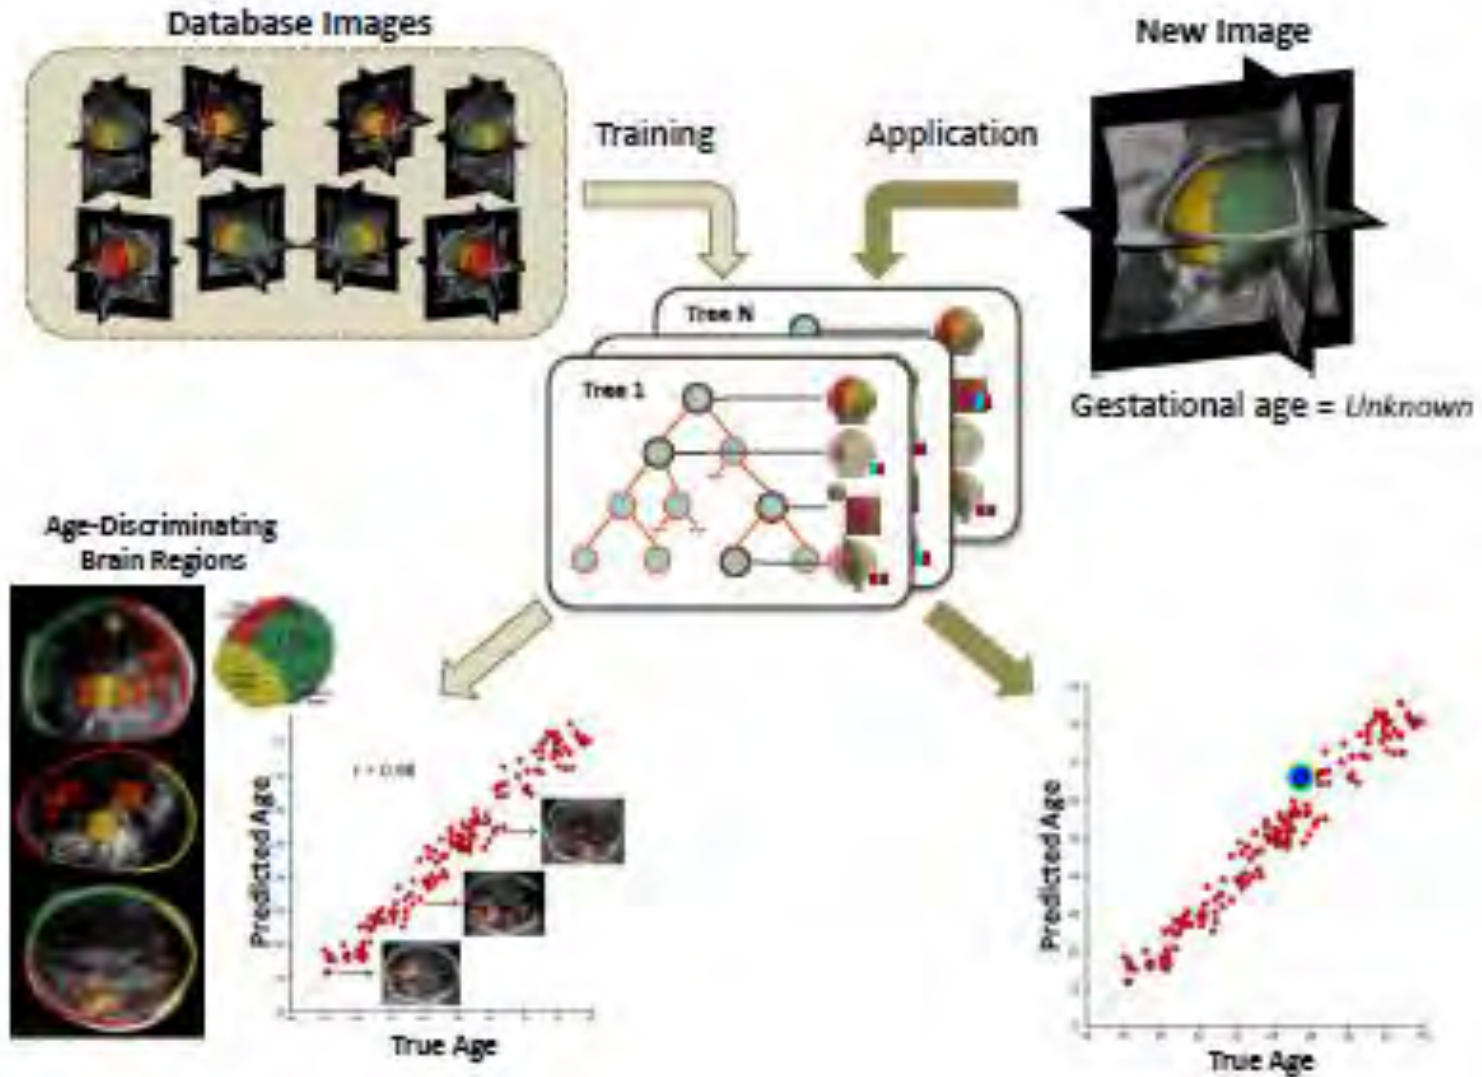 Database Images
New Image
Training
Application
Tree N
Tree 1
Gestational age = Unknown
Age-Discriminating
Brain Regions
Predicted Age
True Age
Predicted Age
True Age